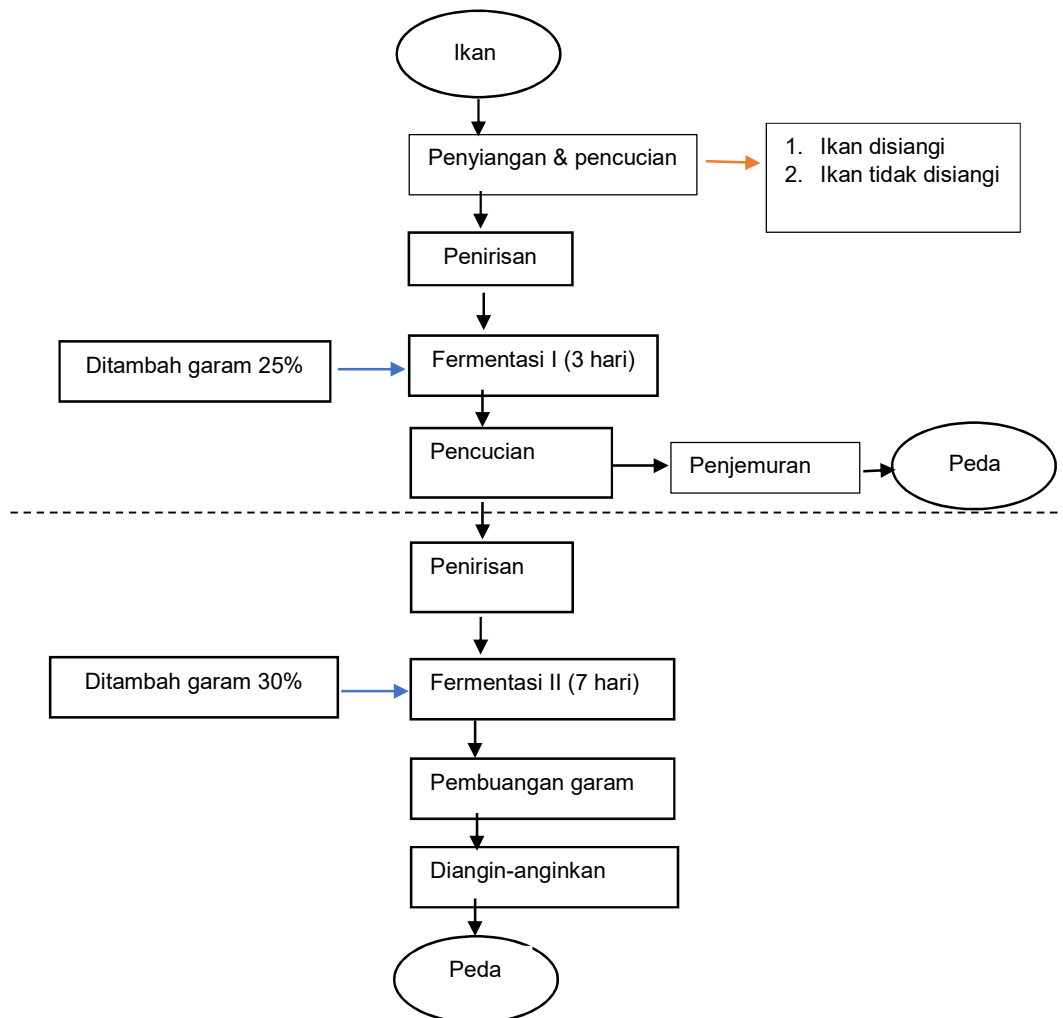 Ikan
Penyiangan & pencucian
1. Ikan disiangi
2. Ikan tidak disiangi
Penirisan
Ditambah garam 25%
Fermentasi I (3 hari)
Pencucian
Penjemuran
Peda
Penirisan
Ditambah garam 30%
Fermentasi II (7 hari)
Pembuangan garam
Diangin-anginkan
Peda